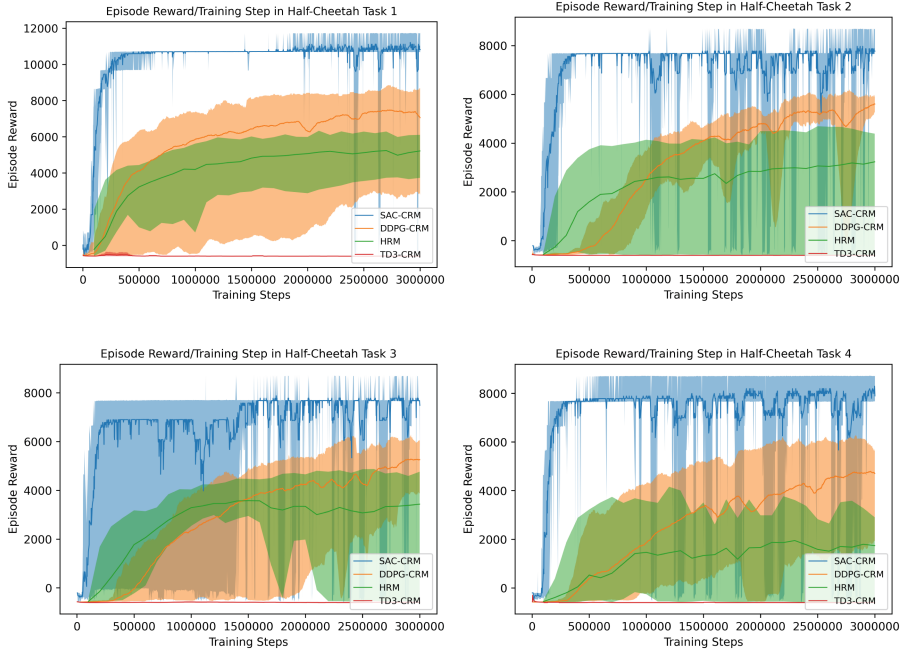 Episode Reward/Training Step in Half-Cheetah Task 1
12000
10000
8000
6000
4000
2000
0
Episode Reward
0 500000 1000000 1500000 2000000 2500000 3000000
Training Steps
SAC-CRM
DDPG-CRM
HRM
TD3-CRM
Episode Reward/Training Step in Half-Cheetah Task 2
8000
6000
4000
2000
0
Episode Reward
0 500000 1000000 1500000 2000000 2500000 3000000
Training Steps
SAC-CRM
DDPG-CRM
HRM
TD3-CRM
Episode Reward/Training Step in Half-Cheetah Task 3
8000
6000
4000
2000
0
Episode Reward
0 500000 1000000 1500000 2000000 2500000 3000000
Training Steps
SAC-CRM
DDPG-CRM
HRM
TD3-CRM
Episode Reward/Training Step in Half-Cheetah Task 4
8000
6000
4000
2000
0
Episode Reward
0 500000 1000000 1500000 2000000 2500000 3000000
Training Steps
SAC-CRM
DDPG-CRM
HRM
TD3-CRM